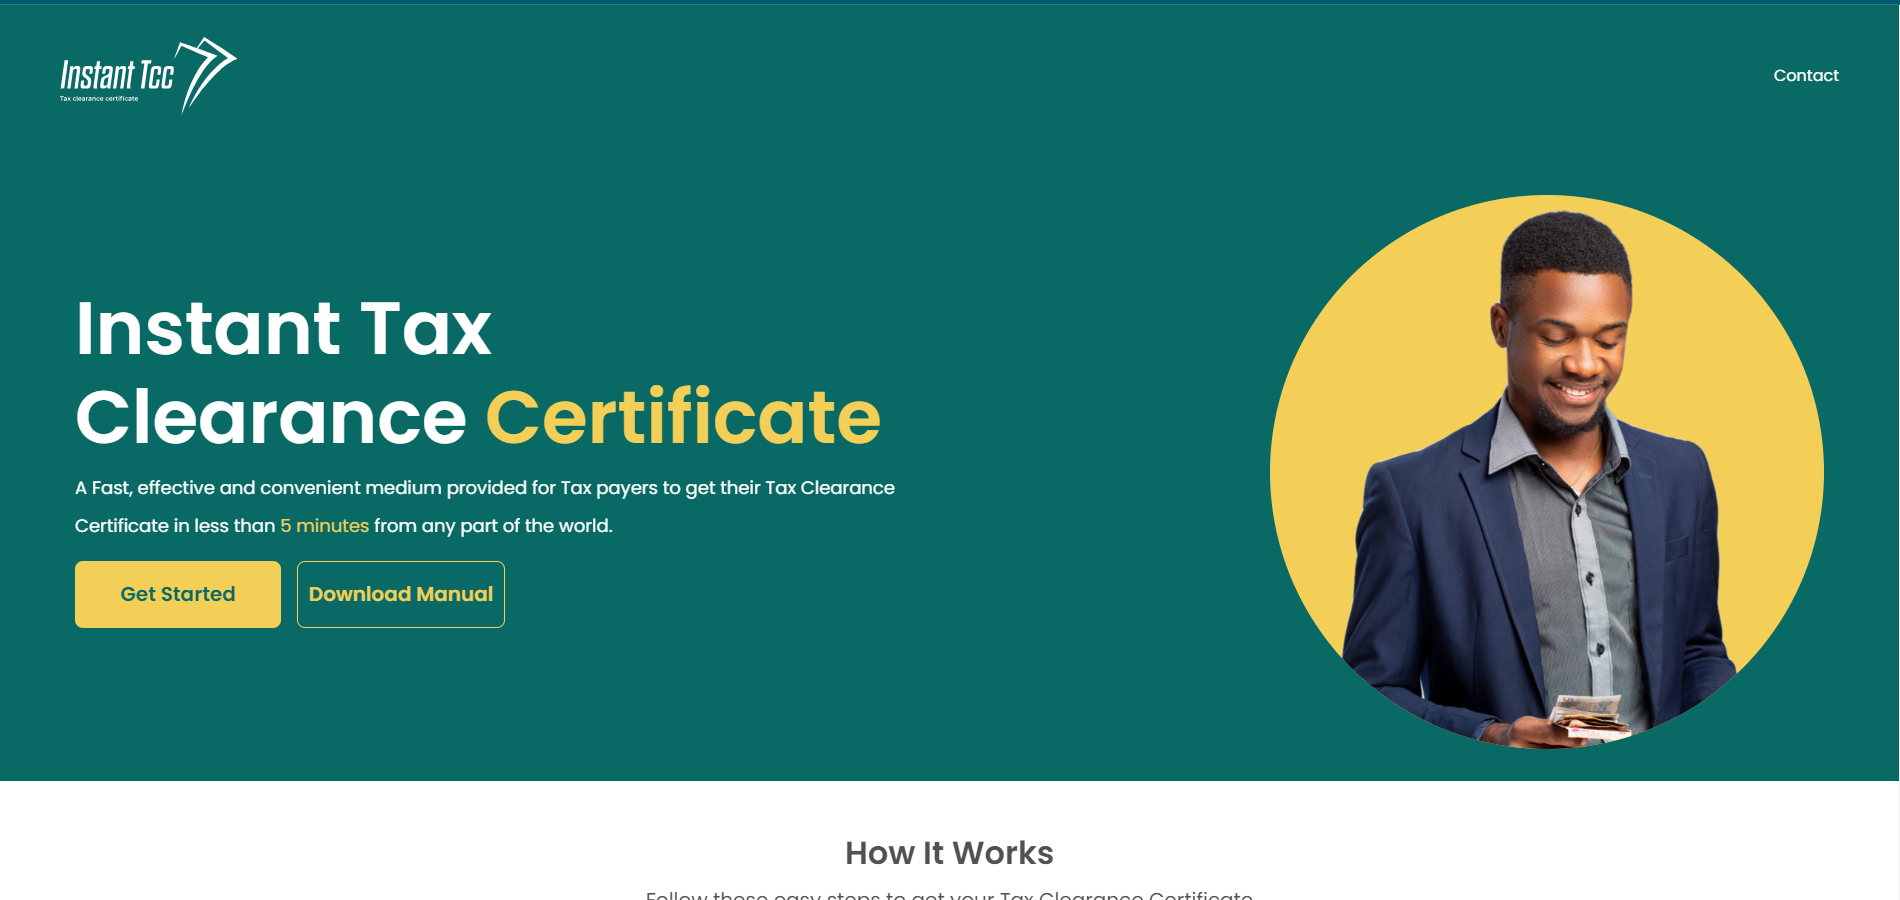 Instant Tcc
Tax clearance certificate
Contact
Instant Tax
Clearance Certificate
A Fast, effective and convenient medium provided for Tax payers to get their Tax Clearance
Certificate in less than 5 minutes from any part of the world.
Get Started
Download Manual
How It Works
Follow these easy steps to get your Tax Clearance Certificate